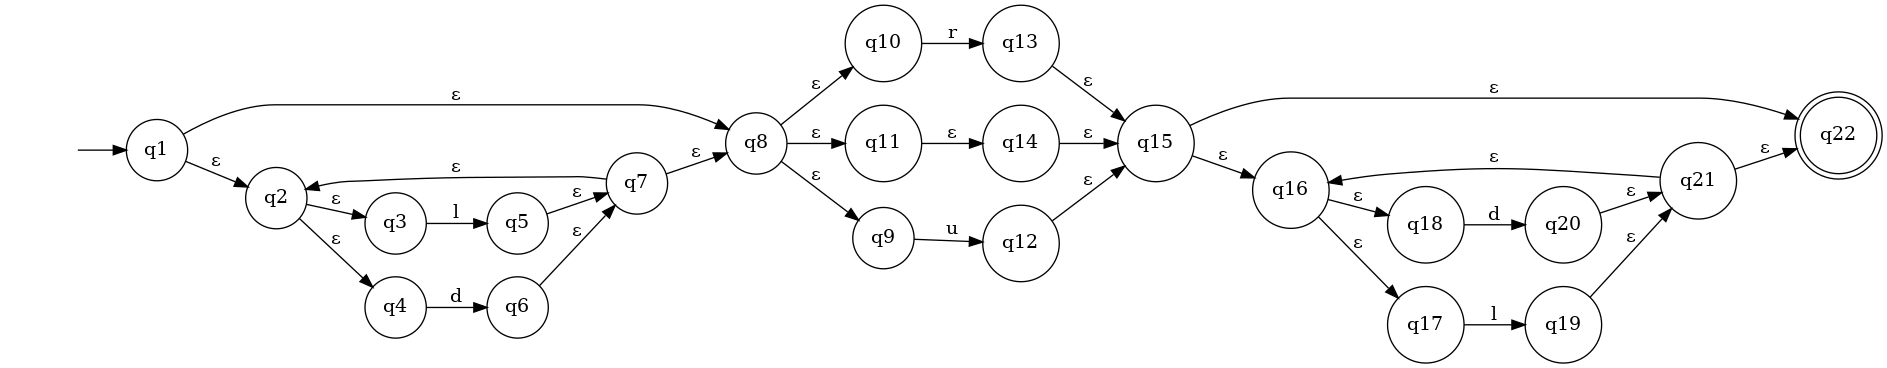 q10 r q13
ε ε ε ε
ε ε
q1 q8 ε q11 ε q14 ε q15 q22
ε ε ε ε ε ε
q2 ε q3 l q5 ε q7 ε q16 ε q18 d q20 ε q21
ε ε q9 u q12 ε ε
q4 d q6 q17 l q19